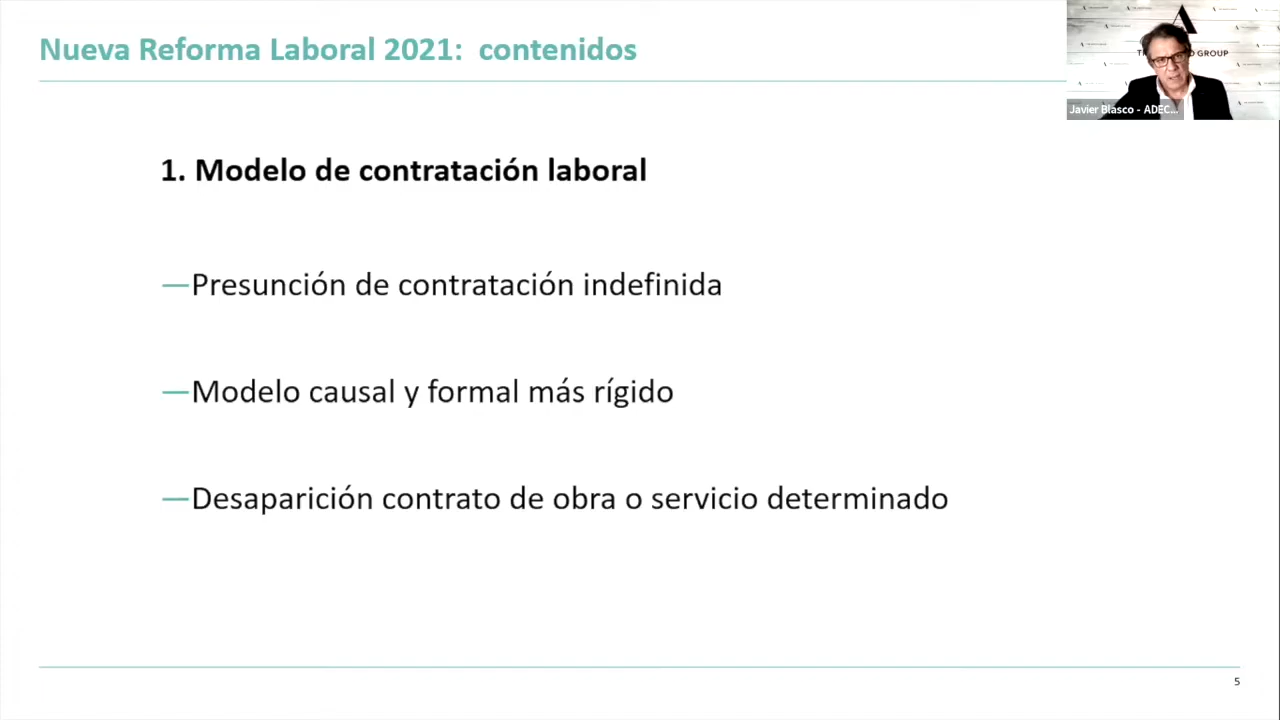 Nueva Reforma Laboral 2021: contenidos
GROUP
Javier Blasco - ADEC...
1. Modelo de contratación laboral
—Presunción de contratación indefinida
—Modelo causal y formal más rígido
—Desaparición contrato de obra o servicio determinado
5